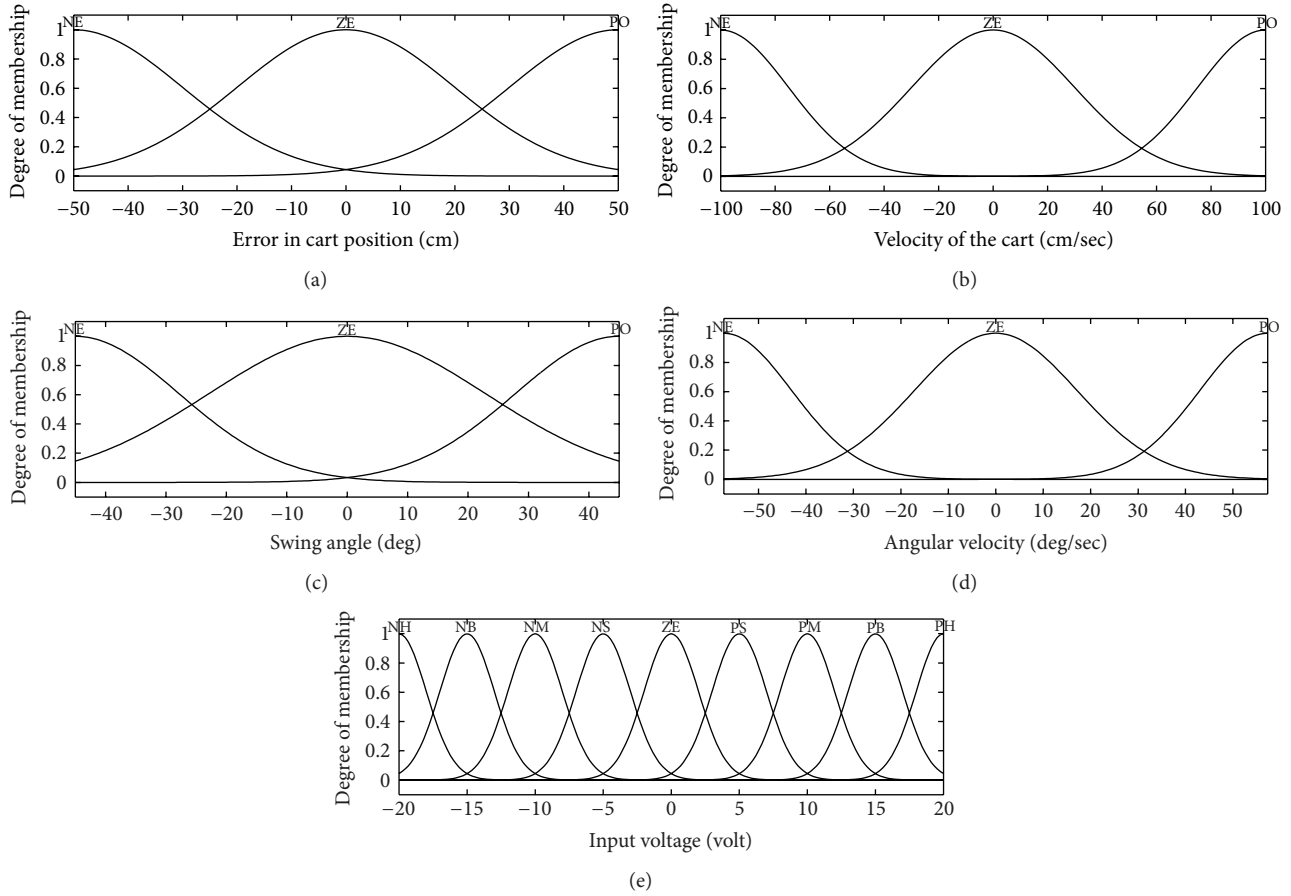 NE ZE PO
1
0.8
0.6
0.4
0.2
0
Degree of membership
−50 −40 −30 −20 −10 0 10 20 30 40 50
Error in cart position (cm)
(a)
NE ZE PO
1
0.8
0.6
0.4
0.2
0
Degree of membership
−100 −80 −60 −40 −20 0 20 40 60 80 100
Velocity of the cart (cm/sec)
(b)
NE ZE PO
1
0.8
0.6
0.4
0.2
0
Degree of membership
−40 −30 −20 −10 0 10 20 30 40
Swing angle (deg)
(c)
NE ZE PO
1
0.8
0.6
0.4
0.2
0
Degree of membership
−50 −40 −30 −20 −10 0 10 20 30 40 50
Angular velocity (deg/sec)
(d)
NH NB NM NS ZE PS PM PB PH
1
0.8
0.6
0.4
0.2
0
Degree of membership
−20 −15 −10 −5 0 5 10 15 20
Input voltage (volt)
(e)